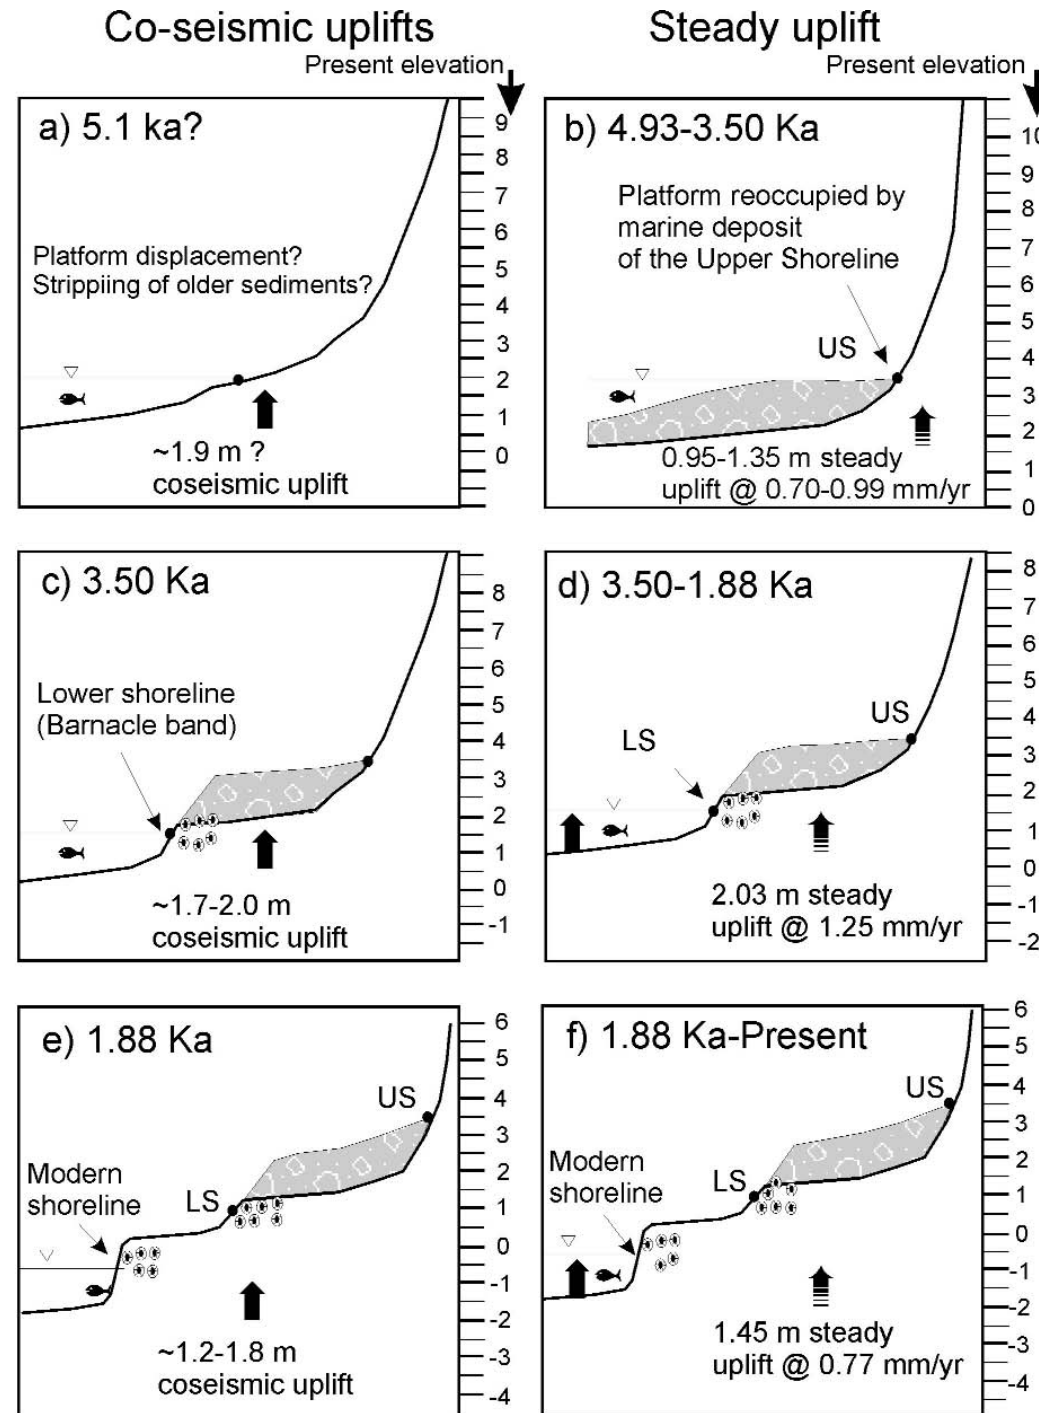 Co-seismic uplifts
Steady uplift
Present elevation
Present elevation
a) 5.1 ka?
Platform displacement?
Strippiing of older sediments?
~1.9 m ?
coseismic uplift
9
8
7
6
5
4
3
2
1
0
b) 4.93-3.50 Ka
Platform reoccupied by
marine deposit
of the Upper Shoreline
US
0.95-1.35 m steady
uplift @ 0.70-0.99 mm/yr
10
9
8
7
6
5
4
3
2
1
0
c) 3.50 Ka
Lower shoreline
(Barnacle band)
~1.7-2.0 m
coseismic uplift
8
7
6
5
4
3
2
1
0
-1
d) 3.50-1.88 Ka
US
LS
2.03 m steady
uplift @ 1.25 mm/yr
8
7
6
5
4
3
2
1
0
-1
-2
e) 1.88 Ka
US
Modern
shoreline
LS
~1.2-1.8 m
coseismic uplift
6
5
4
3
2
1
0
-1
-2
-3
-4
f) 1.88 Ka-Present
US
Modern
shoreline
LS
1.45 m steady
uplift @ 0.77 mm/yr
6
5
4
3
2
1
0
-1
-2
-3
-4